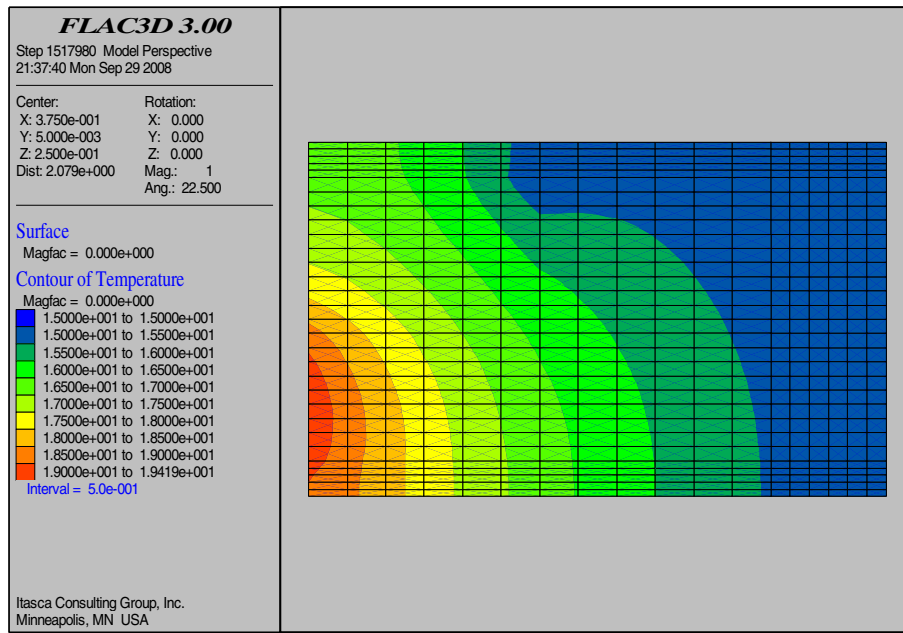 FLAC3D 3.00
Step 1517980 Model Perspective
21:37:40 Mon Sep 29 2008
Center: Rotation:
X: 3.750e-001 X: 0.000
Y: 5.000e-003 Y: 0.000
Z: 2.500e-001 Z: 0.000
Dist: 2.079e+000 Mag.: 1
Ang.: 22.500
Surface
Magfac = 0.000e+000
Contour of Temperature
Magfac = 0.000e+000
1.5000e+001 to 1.5000e+001
1.5000e+001 to 1.5500e+001
1.5500e+001 to 1.6000e+001
1.6000e+001 to 1.6500e+001
1.6500e+001 to 1.7000e+001
1.7000e+001 to 1.7500e+001
1.7500e+001 to 1.8000e+001
1.8000e+001 to 1.8500e+001
1.8500e+001 to 1.9000e+001
1.9000e+001 to 1.9419e+001
Interval = 5.0e-001
Itasca Consulting Group, Inc.
Minneapolis, MN USA